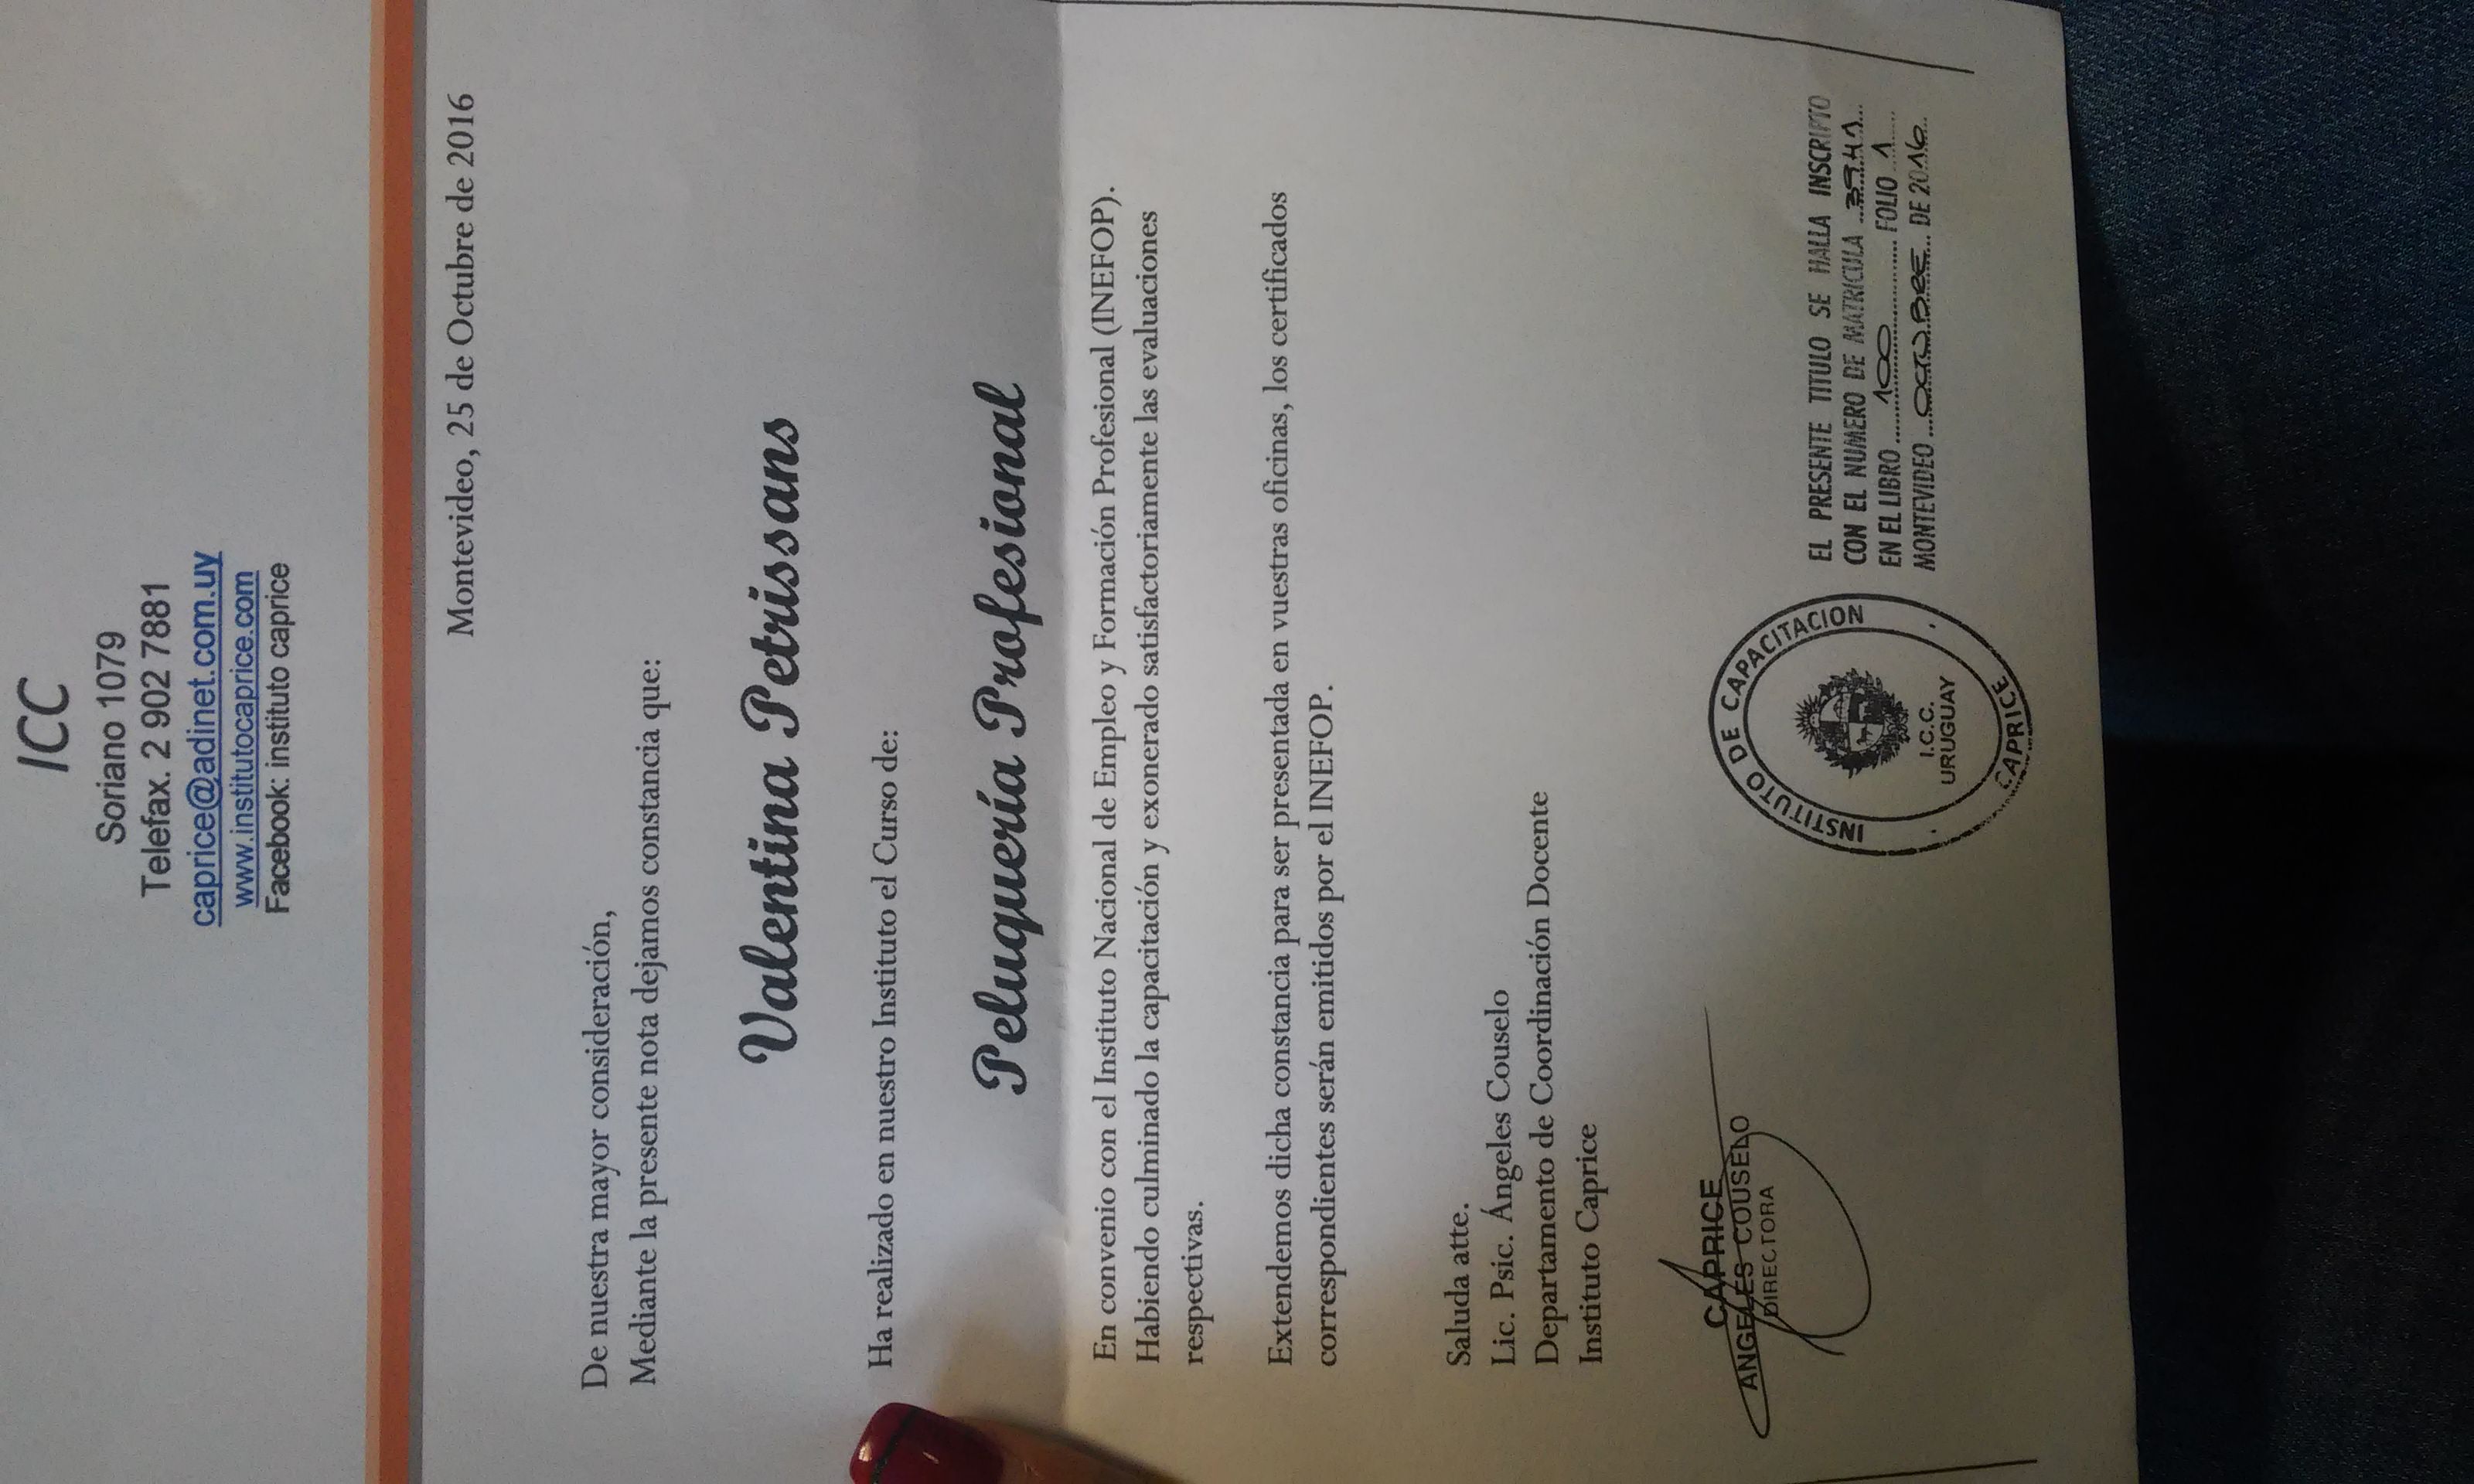 ICC
Soriano 1079
Telefax. 2 902 7881
caprice@adinet.com.uy
www.institutocaprice.com
Facebook: instituto caprice
Montevideo, 25 de Octubre de 2016
De nuestra mayor consideración,
Mediante la presente nota dejamos constancia que:
Valentina Petrissans
Ha realizado en nuestro Instituto el Curso de:
Peluquería Profesional
En convenio con el Instituto Nacional de Empleo y Formación Profesional (INEFOP).
Habiendo culminado la capacitación y exonerado satisfactoriamente las evaluaciones
respectivas.
Extendemos dicha constancia para ser presentada en vuestras oficinas, los certificados
correspondientes serán emitidos por el INEFOP.
Saluda atte.
Lic. Psic. Ángeles Couselo
Departamento de Coordinación Docente
Instituto Caprice
CAPRICE
ANGELES COUSELO
DIRECTORA
INSTITUTO DE CAPACITACION
I.C.C.
URUGUAY
CAPRICE
EL PRESENTE TITULO SE HALLA INSCRIPTO
CON EL NUMERO DE MATRICULA 3941
EN EL LIBRO 100 FOLIO 1
MONTEVIDEO OCTUBRE DE 2016